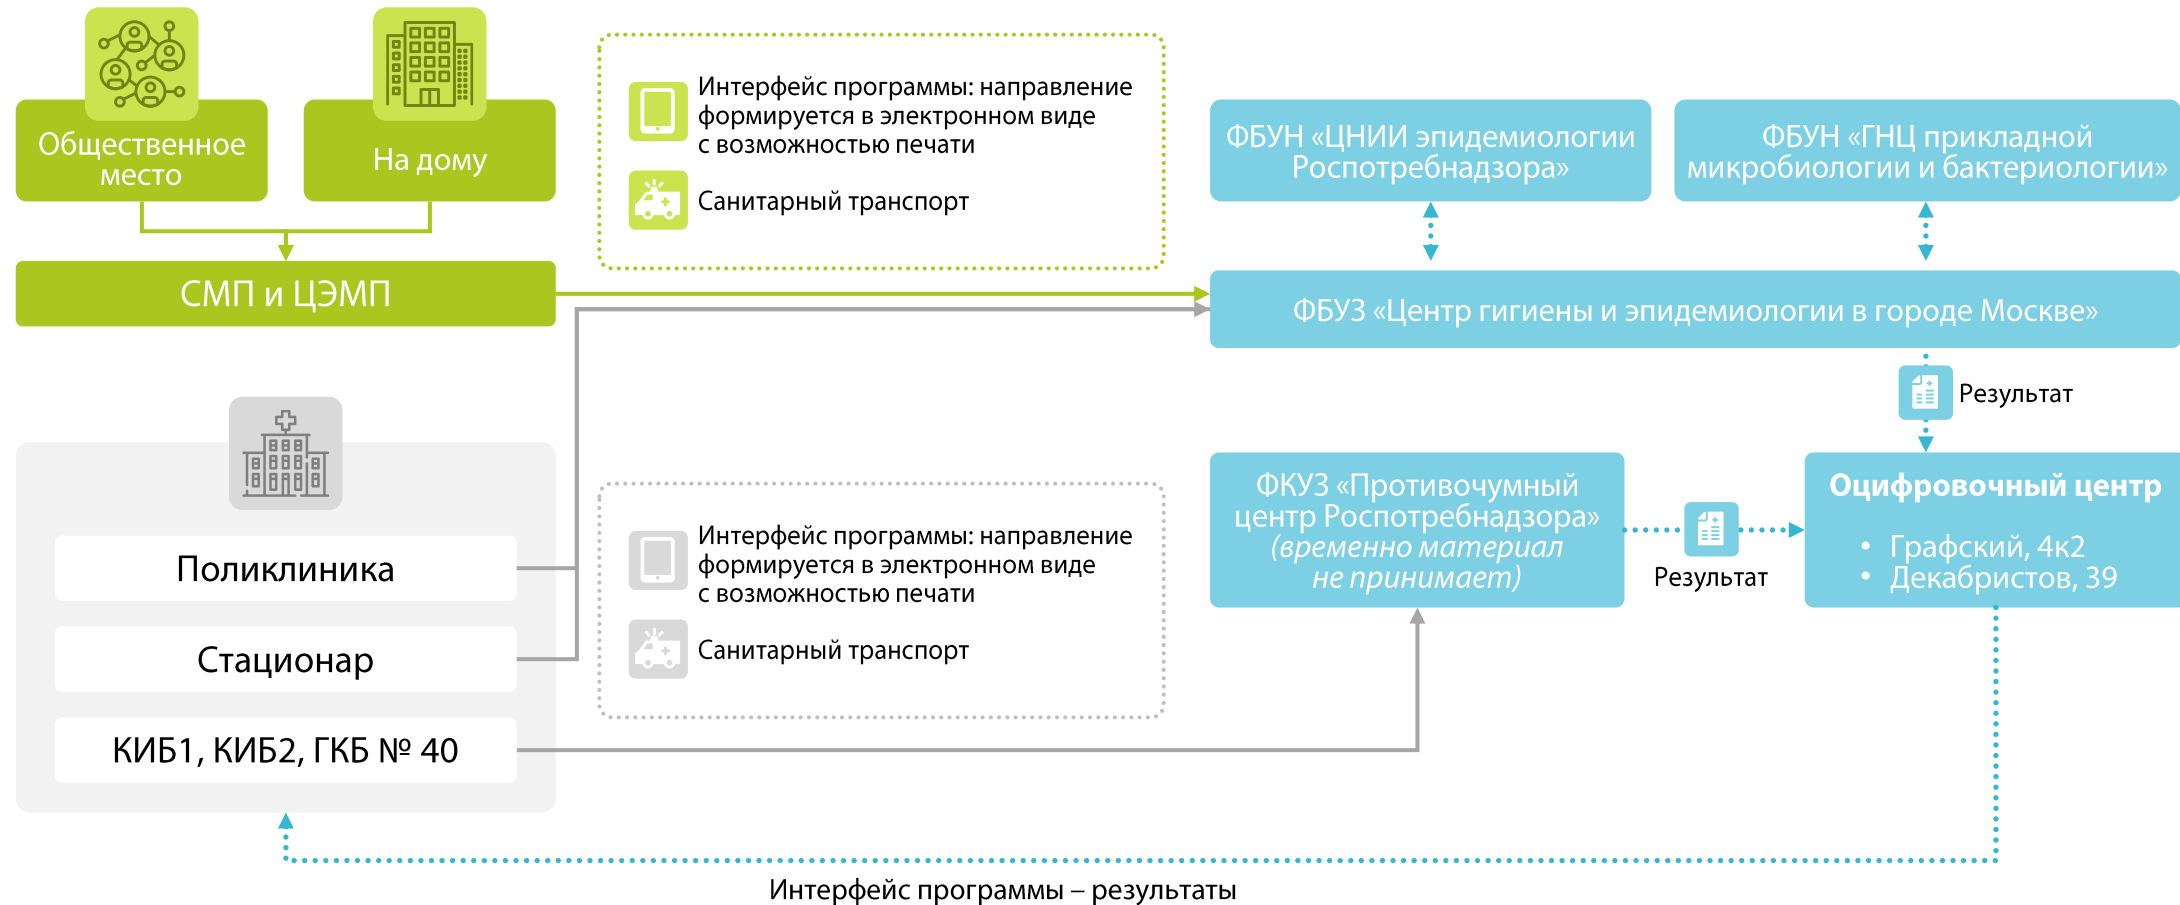 Общественное
место
На дому
СМП и ЦЭМП
Интерфейс программы: направление
формируется в электронном виде
с возможностью печати
Санитарный транспорт
ФБУН «ЦНИИ эпидемиологии
Роспотребнадзора»
ФБУН «ГНЦ прикладной
микробиологии и бактериологии»
ФБУЗ «Центр гигиены и эпидемиологии в городе Москве»
Результат
Поликлиника
Стационар
КИБ1, КИБ2, ГКБ № 40
Интерфейс программы: направление
формируется в электронном виде
с возможностью печати
Санитарный транспорт
ФКУЗ «Противочумный
центр Роспотребнадзора»
(временно материал
не принимает)
Результат
Оцифровочный центр
• Графский, 4к2
• Декабристов, 39
Интерфейс программы – результаты